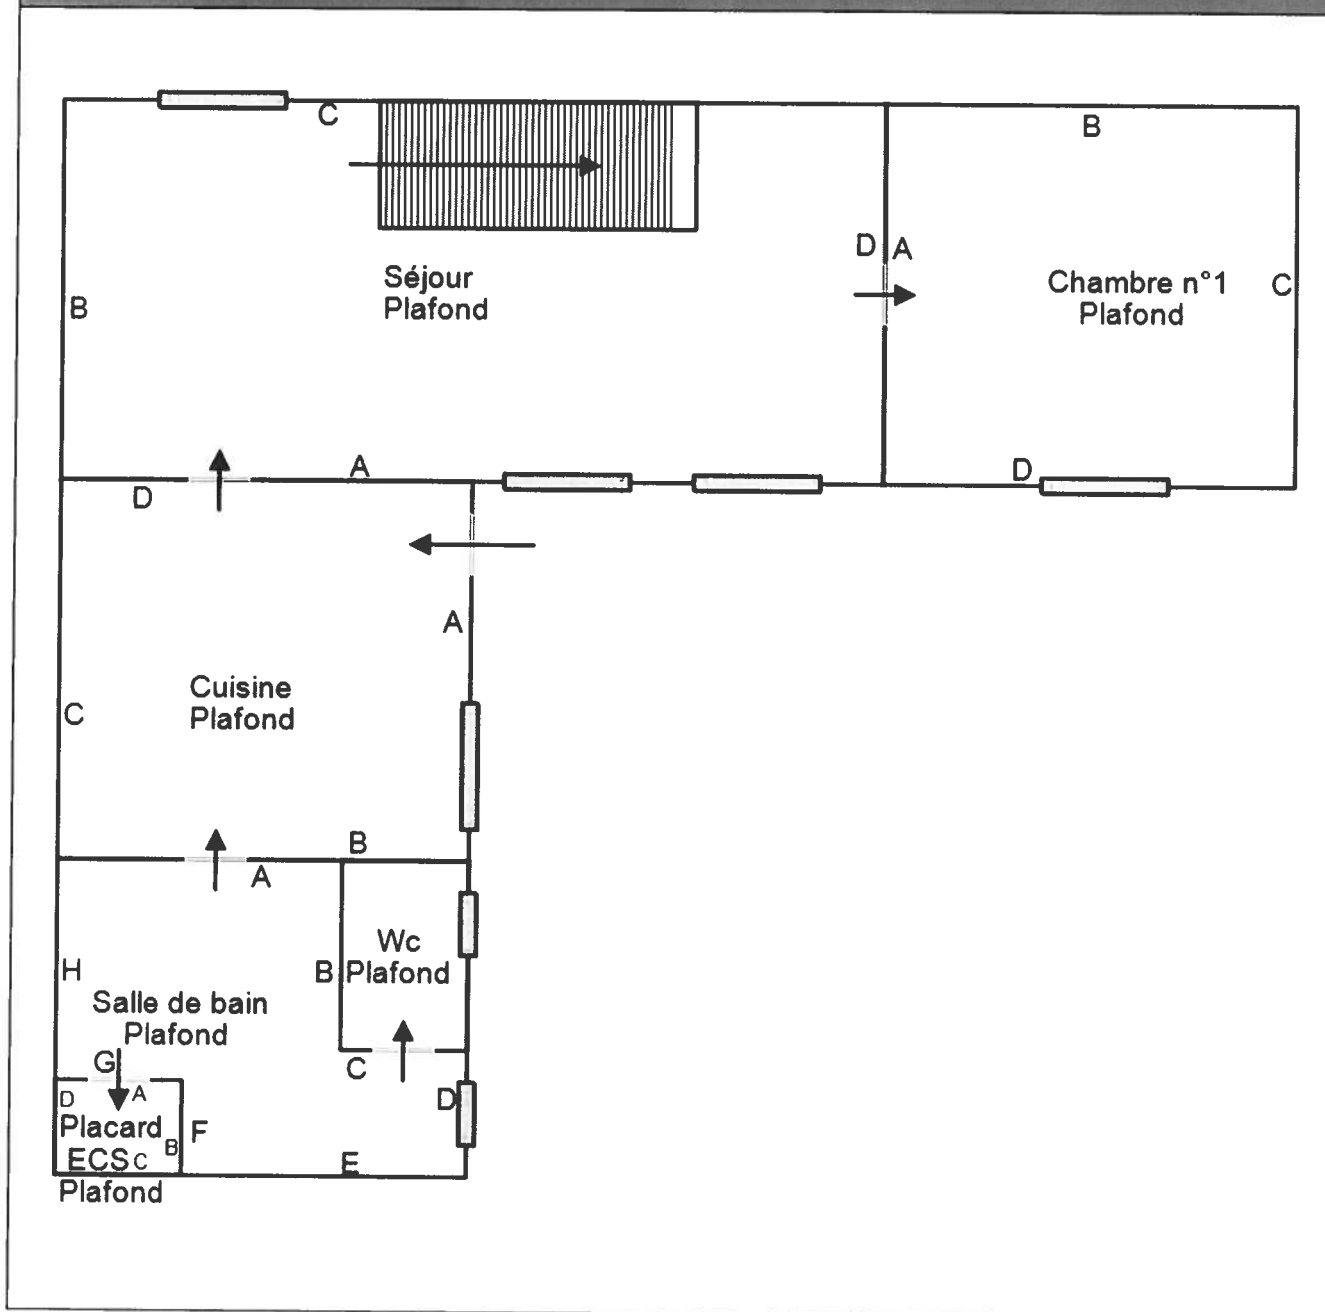 C
B
D A
Séjour
Plafond
Chambre n°1
Plafond
C
B
D
A
D
A
Cuisine
Plafond
C
B
A
Wc
Plafond
B
H
Salle de bain
Plafond
G
C
D
A
D
Placard
B
F
ECS C
E
Plafond